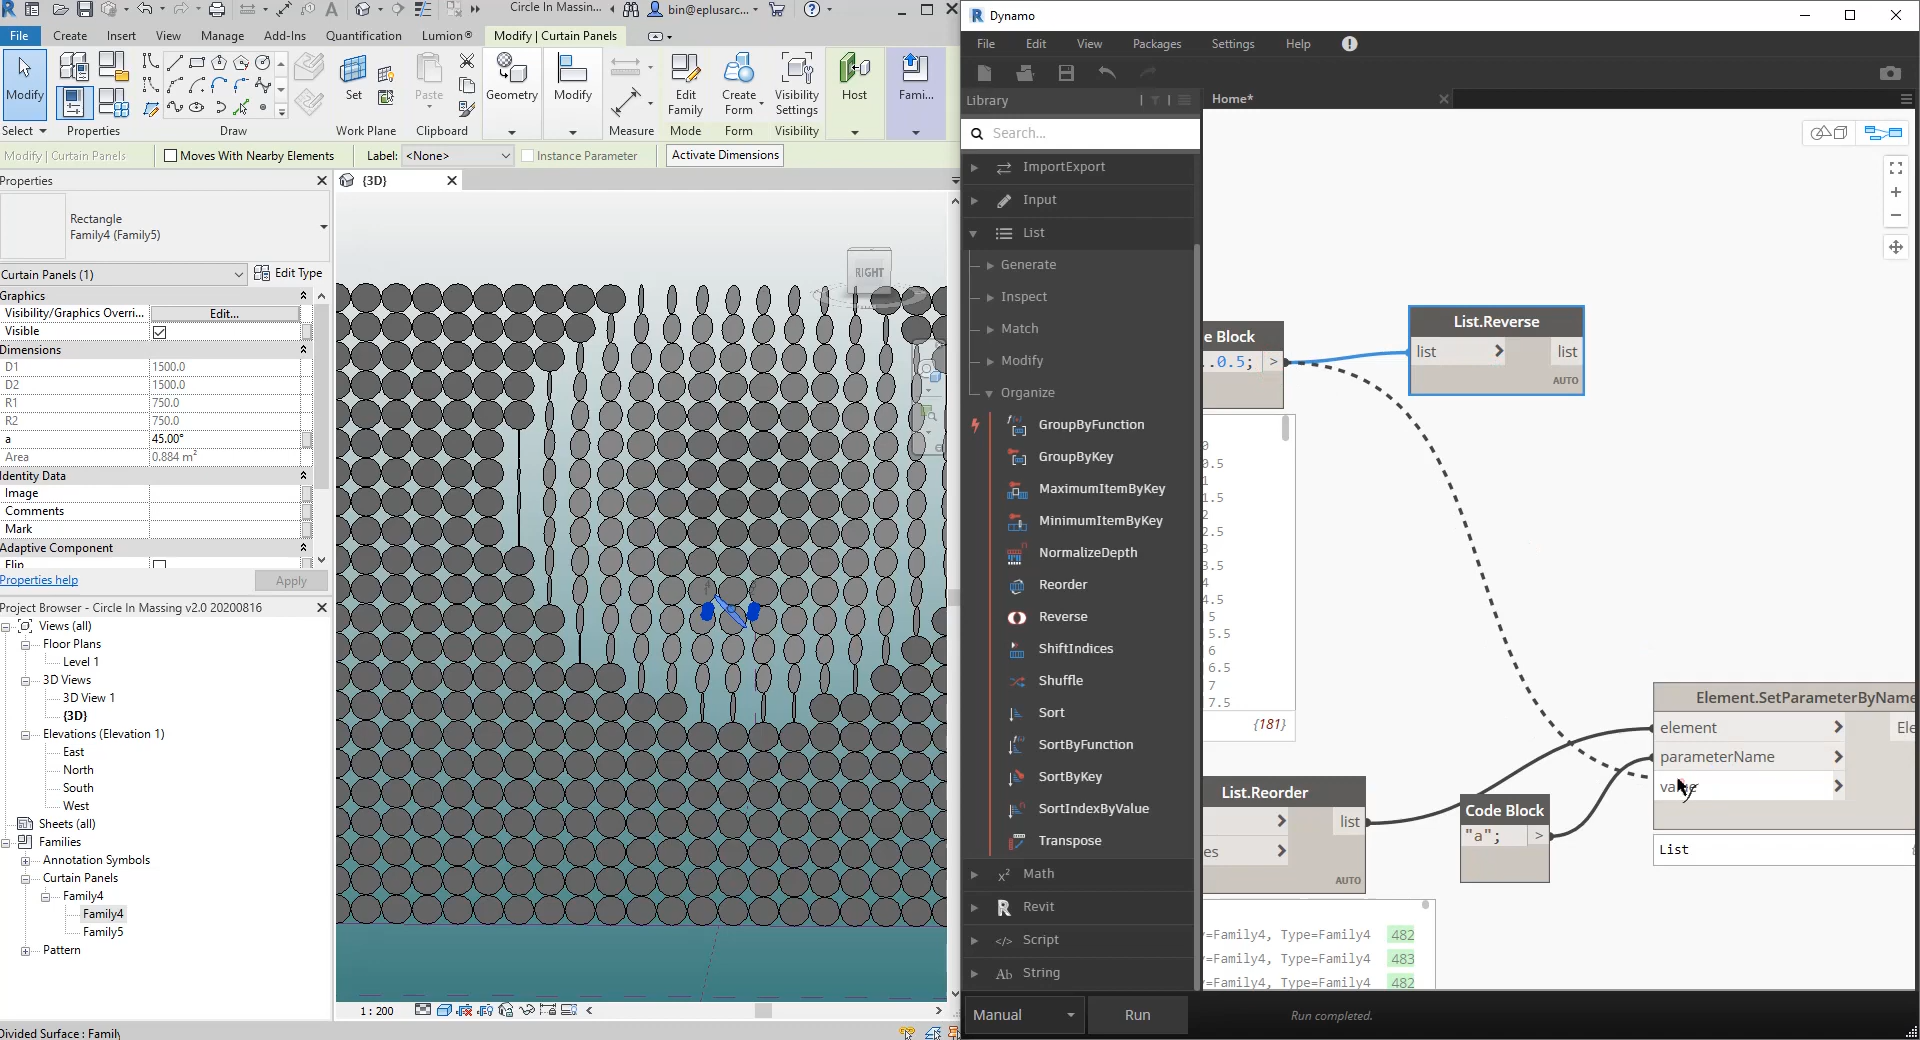 Circle In Massin...
bin@eplusarc...
File
Create
Insert
View
Manage
Add-Ins
Quantification
Lumion®
Modify | Curtain Panels
Modify
Set
Paste
Geometry
Modify
Edit
Family
Create
Form
Visibility
Settings
Host
Fami...
Select
Properties
Draw
Work Plane
Clipboard
Measure
Mode
Form
Visibility
Modify | Curtain Panels
Moves With Nearby Elements
Label:
<None>
Instance Parameter
Activate Dimensions
Properties
Rectangle
Family4 (Family5)
Curtain Panels (1)
Edit Type
Graphics
Visibility/Graphics Overri...
Edit...
Visible
Dimensions
D1 1500.0
D2 1500.0
R1 750.0
R2 750.0
a 45.00°
Area 0.884 m²
Identity Data
Image
Comments
Mark
Adaptive Component
Flip
Properties help
Apply
Project Browser - Circle In Massing v2.0 20200816
Views (all)
Floor Plans
Level 1
3D Views
3D View 1
{3D}
Elevations (Elevation 1)
East
North
South
West
Sheets (all)
Families
Annotation Symbols
Curtain Panels
Family4
Family4
Family5
Pattern
Divided Surface : Family
{3D}
RIGHT
1 : 200
Dynamo
File
Edit
View
Packages
Settings
Help
Library
Search...
ImportExport
Input
List
Generate
Inspect
Match
Modify
Organize
GroupByFunction
GroupByKey
MaximumItemByKey
MinimumItemByKey
NormalizeDepth
Reorder
Reverse
ShiftIndices
Shuffle
Sort
SortByFunction
SortByKey
SortIndexByValue
Transpose
Math
Revit
Script
String
Manual
Run
Run completed.
Home*
e Block
..0.5; >
0
0.5
1
1.5
2
2.5
3
3.5
4
4.5
5
5.5
6
6.5
7
7.5
{181}
List.Reverse
list > list
AUTO
List.Reorder
> list
es >
AUTO
y=Family4, Type=Family4 482
y=Family4, Type=Family4 483
y=Family4, Type=Family4 482
Code Block
"a"; >
Element.SetParameterByName
element > Ele
parameterName >
value >
List